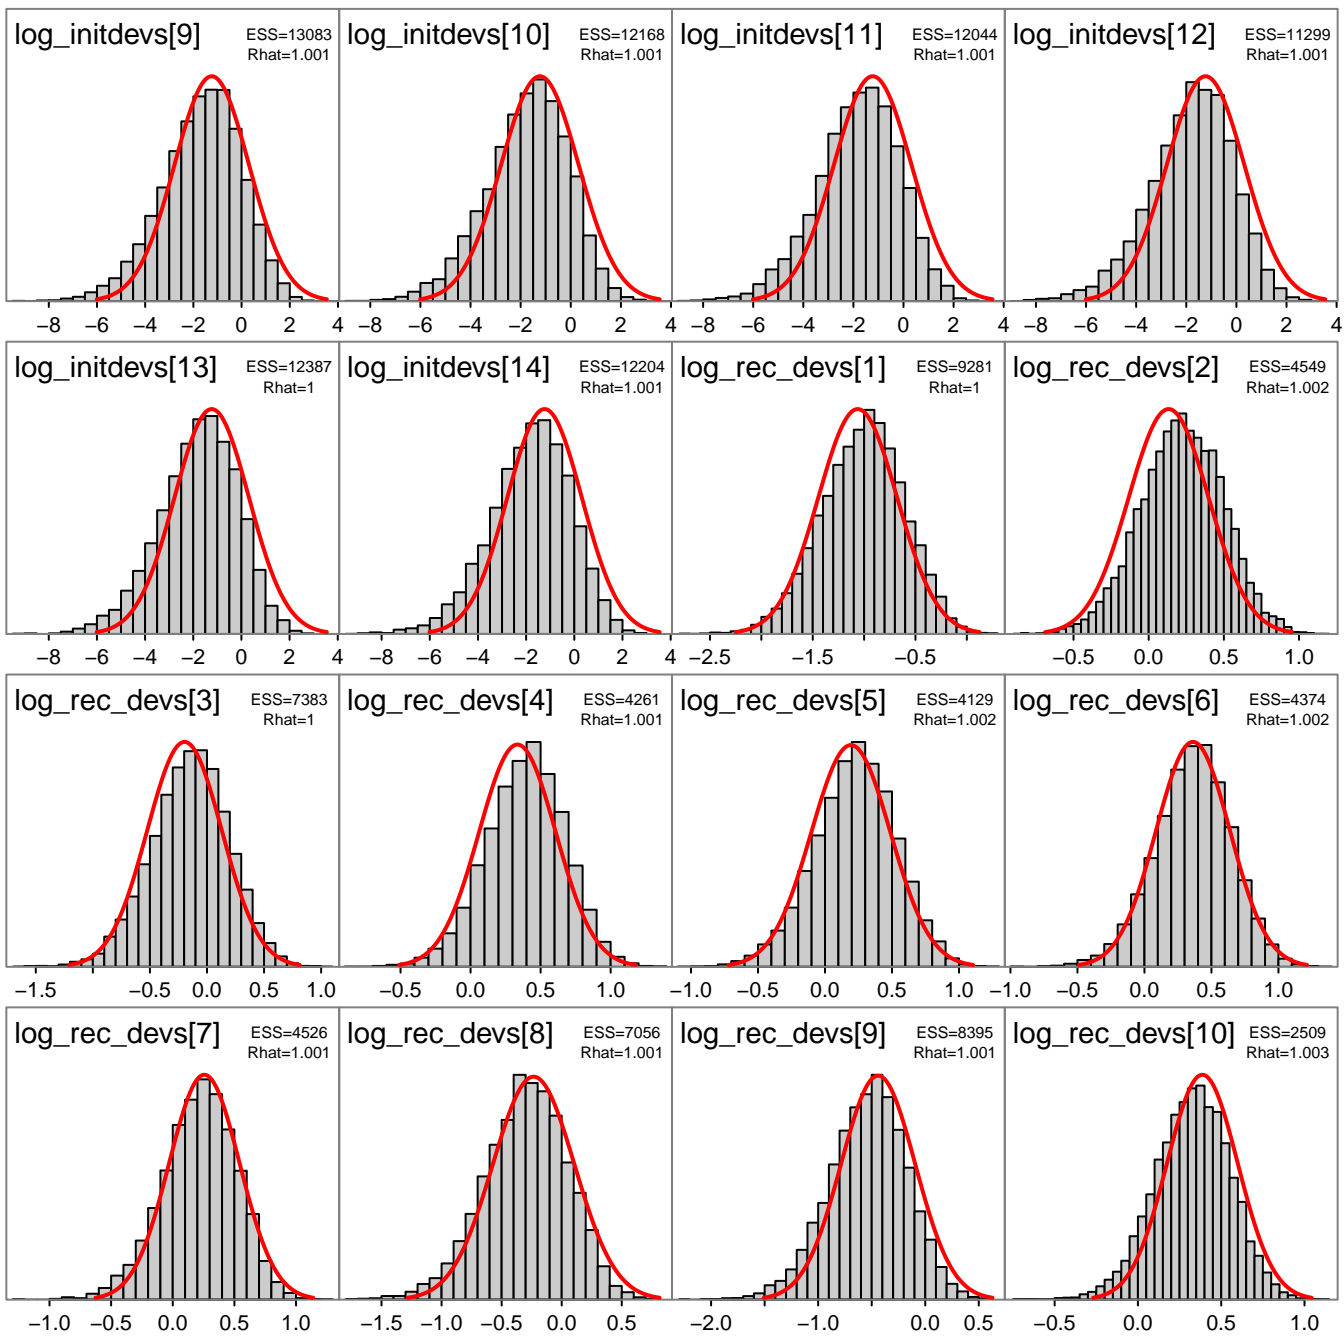 log_initdevs[9] ESS=13083
Rhat=1.001
log_initdevs[10] ESS=12168
Rhat=1.001
log_initdevs[11] ESS=12044
Rhat=1.001
log_initdevs[12] ESS=11299
Rhat=1.001
−8 −6 −4 −2 0 2 4
−8 −6 −4 −2 0 2 4
−8 −6 −4 −2 0 2 4
−8 −6 −4 −2 0 2 4
log_initdevs[13] ESS=12387
Rhat=1
log_initdevs[14] ESS=12204
Rhat=1.001
log_rec_devs[1] ESS=9281
Rhat=1
log_rec_devs[2] ESS=4549
Rhat=1.002
−8 −6 −4 −2 0 2 4
−8 −6 −4 −2 0 2 4
−2.5 −1.5 −0.5
−0.5 0.0 0.5 1.0
log_rec_devs[3] ESS=7383
Rhat=1
log_rec_devs[4] ESS=4261
Rhat=1.001
log_rec_devs[5] ESS=4129
Rhat=1.002
log_rec_devs[6] ESS=4374
Rhat=1.002
−1.5 −0.5 0.0 0.5 1.0
−0.5 0.0 0.5 1.0
−1.0 −0.5 0.0 0.5 1.0
−1.0 −0.5 0.0 0.5 1.0
log_rec_devs[7] ESS=4526
Rhat=1.001
log_rec_devs[8] ESS=7056
Rhat=1.001
log_rec_devs[9] ESS=8395
Rhat=1.001
log_rec_devs[10] ESS=2509
Rhat=1.003
−1.0 −0.5 0.0 0.5 1.0
−1.5 −1.0 −0.5 0.0 0.5
−2.0 −1.0 0.0 0.5
−0.5 0.0 0.5 1.0